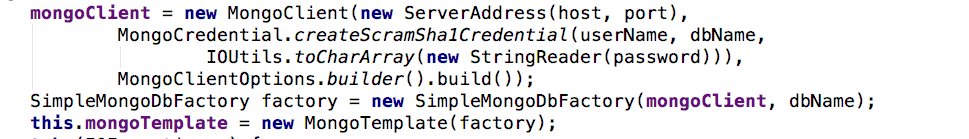 mongoClient = new MongoClient(new ServerAddress(host, port),
MongoCredential.createScramSha1Credential(userName, dbName,
IOUtils.toCharArray(new StringReader(password))),
MongoClientOptions.builder().build());
SimpleMongoDbFactory factory = new SimpleMongoDbFactory(mongoClient, dbName);
this.mongoTemplate = new MongoTemplate(factory);